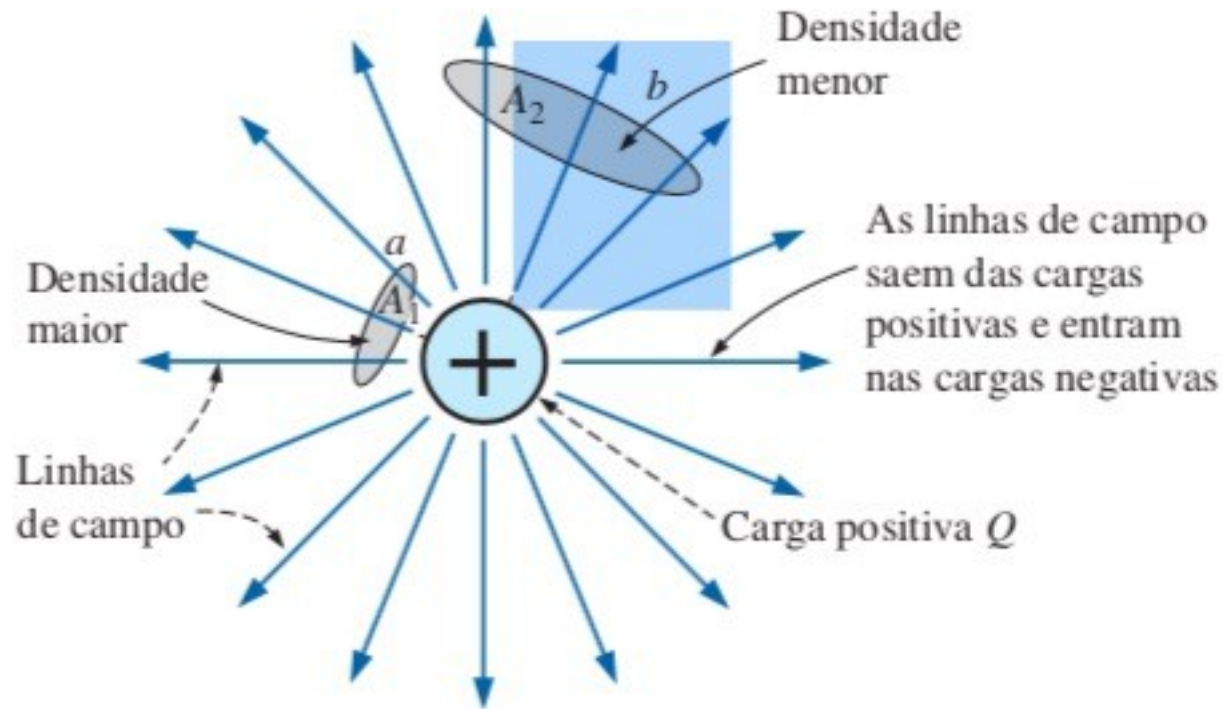 Densidade
menor
b
A2
As linhas de campo
saem das cargas
positivas e entram
nas cargas negativas
a
A1
Densidade
maior
+
Linhas
de campo
Carga positiva Q